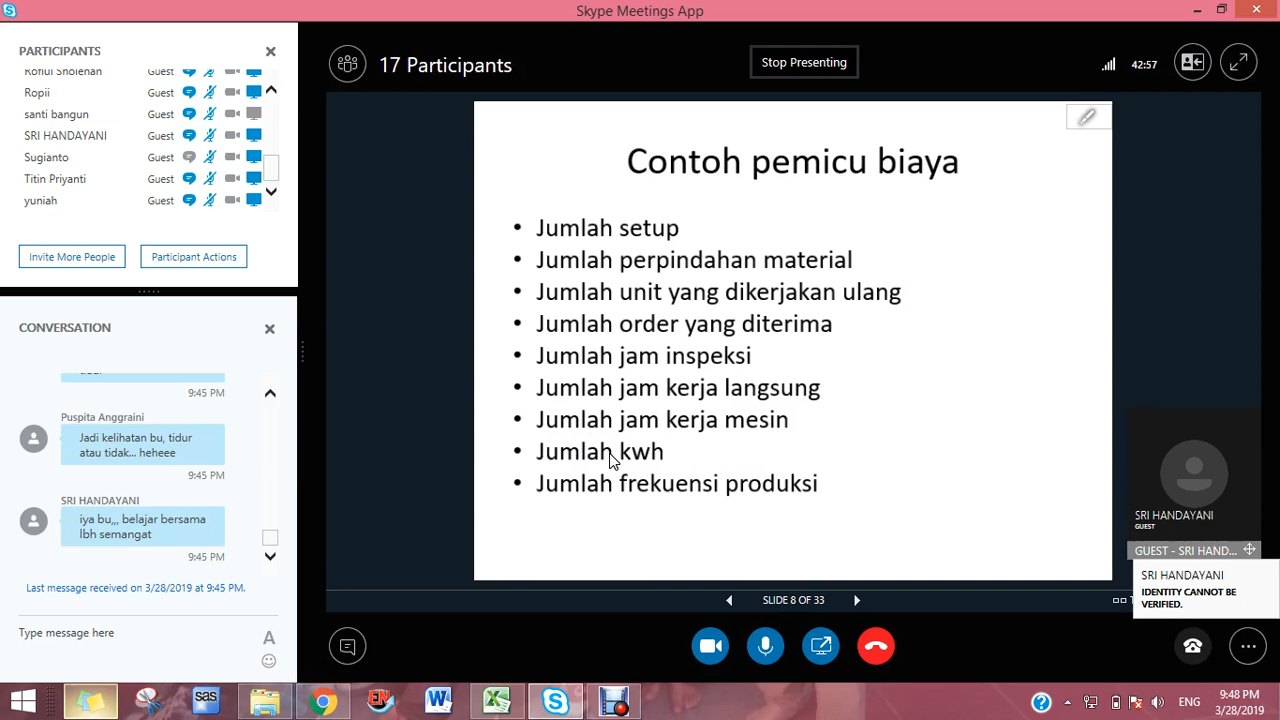 Skype Meetings App
PARTICIPANTS
Rofiul Sholehah Guest
Ropii Guest
santi bangun Guest
SRI HANDAYANI Guest
Sugianto Guest
Titin Priyanti Guest
yuniah Guest
Invite More People Participant Actions
CONVERSATION
9:45 PM
Puspita Anggraini
Jadi kelihatan bu, tidur
atau tidak... heheee
9:45 PM
SRI HANDAYANI
iya bu,,, belajar bersama
lbh semangat
9:45 PM
Last message received on 3/28/2019 at 9:45 PM.
Type message here
A
17 Participants
Stop Presenting
42:57
Contoh pemicu biaya
• Jumlah setup
• Jumlah perpindahan material
• Jumlah unit yang dikerjakan ulang
• Jumlah order yang diterima
• Jumlah jam inspeksi
• Jumlah jam kerja langsung
• Jumlah jam kerja mesin
• Jumlah kwh
• Jumlah frekuensi produksi
SRI HANDAYANI
GUEST
GUEST - SRI HAND...
SRI HANDAYANI
IDENTITY CANNOT BE
VERIFIED.
SLIDE 8 OF 33
sas
ENG
9:48 PM
3/28/2019